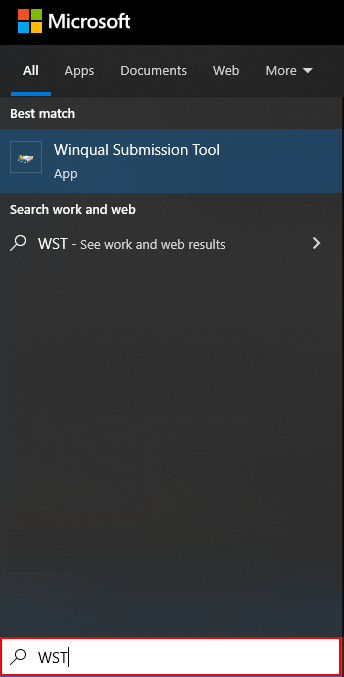 Microsoft
All Apps Documents Web More
Best match
Winqual Submission Tool
App
Search work and web
WST - See work and web results
WST